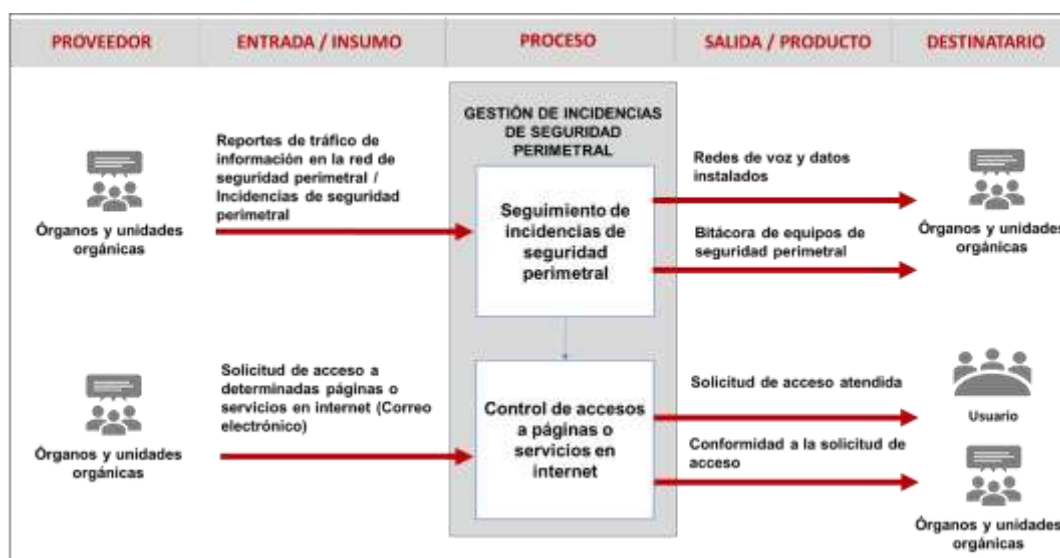 PROVEEDOR
ENTRADA / INSUMO
PROCESO
SALIDA / PRODUCTO
DESTINATARIO
GESTIÓN DE INCIDENCIAS
DE SEGURIDAD
PERIMETRAL
Órganos y unidades
orgánicas
Reportes de tráfico de
información en la red de
seguridad perimetral /
Incidencias de seguridad
perimetral
Seguimiento de
incidencias de
seguridad
perimetral
Redes de voz y datos
instalados
Bitácora de equipos de
seguridad perimetral
Órganos y unidades
orgánicas
Órganos y unidades
orgánicas
Solicitud de acceso a
determinadas páginas o
servicios en internet (Correo
electrónico)
Control de accesos
a páginas o
servicios en
internet
Solicitud de acceso atendida
Usuario
Conformidad a la solicitud de
acceso
Órganos y unidades
orgánicas